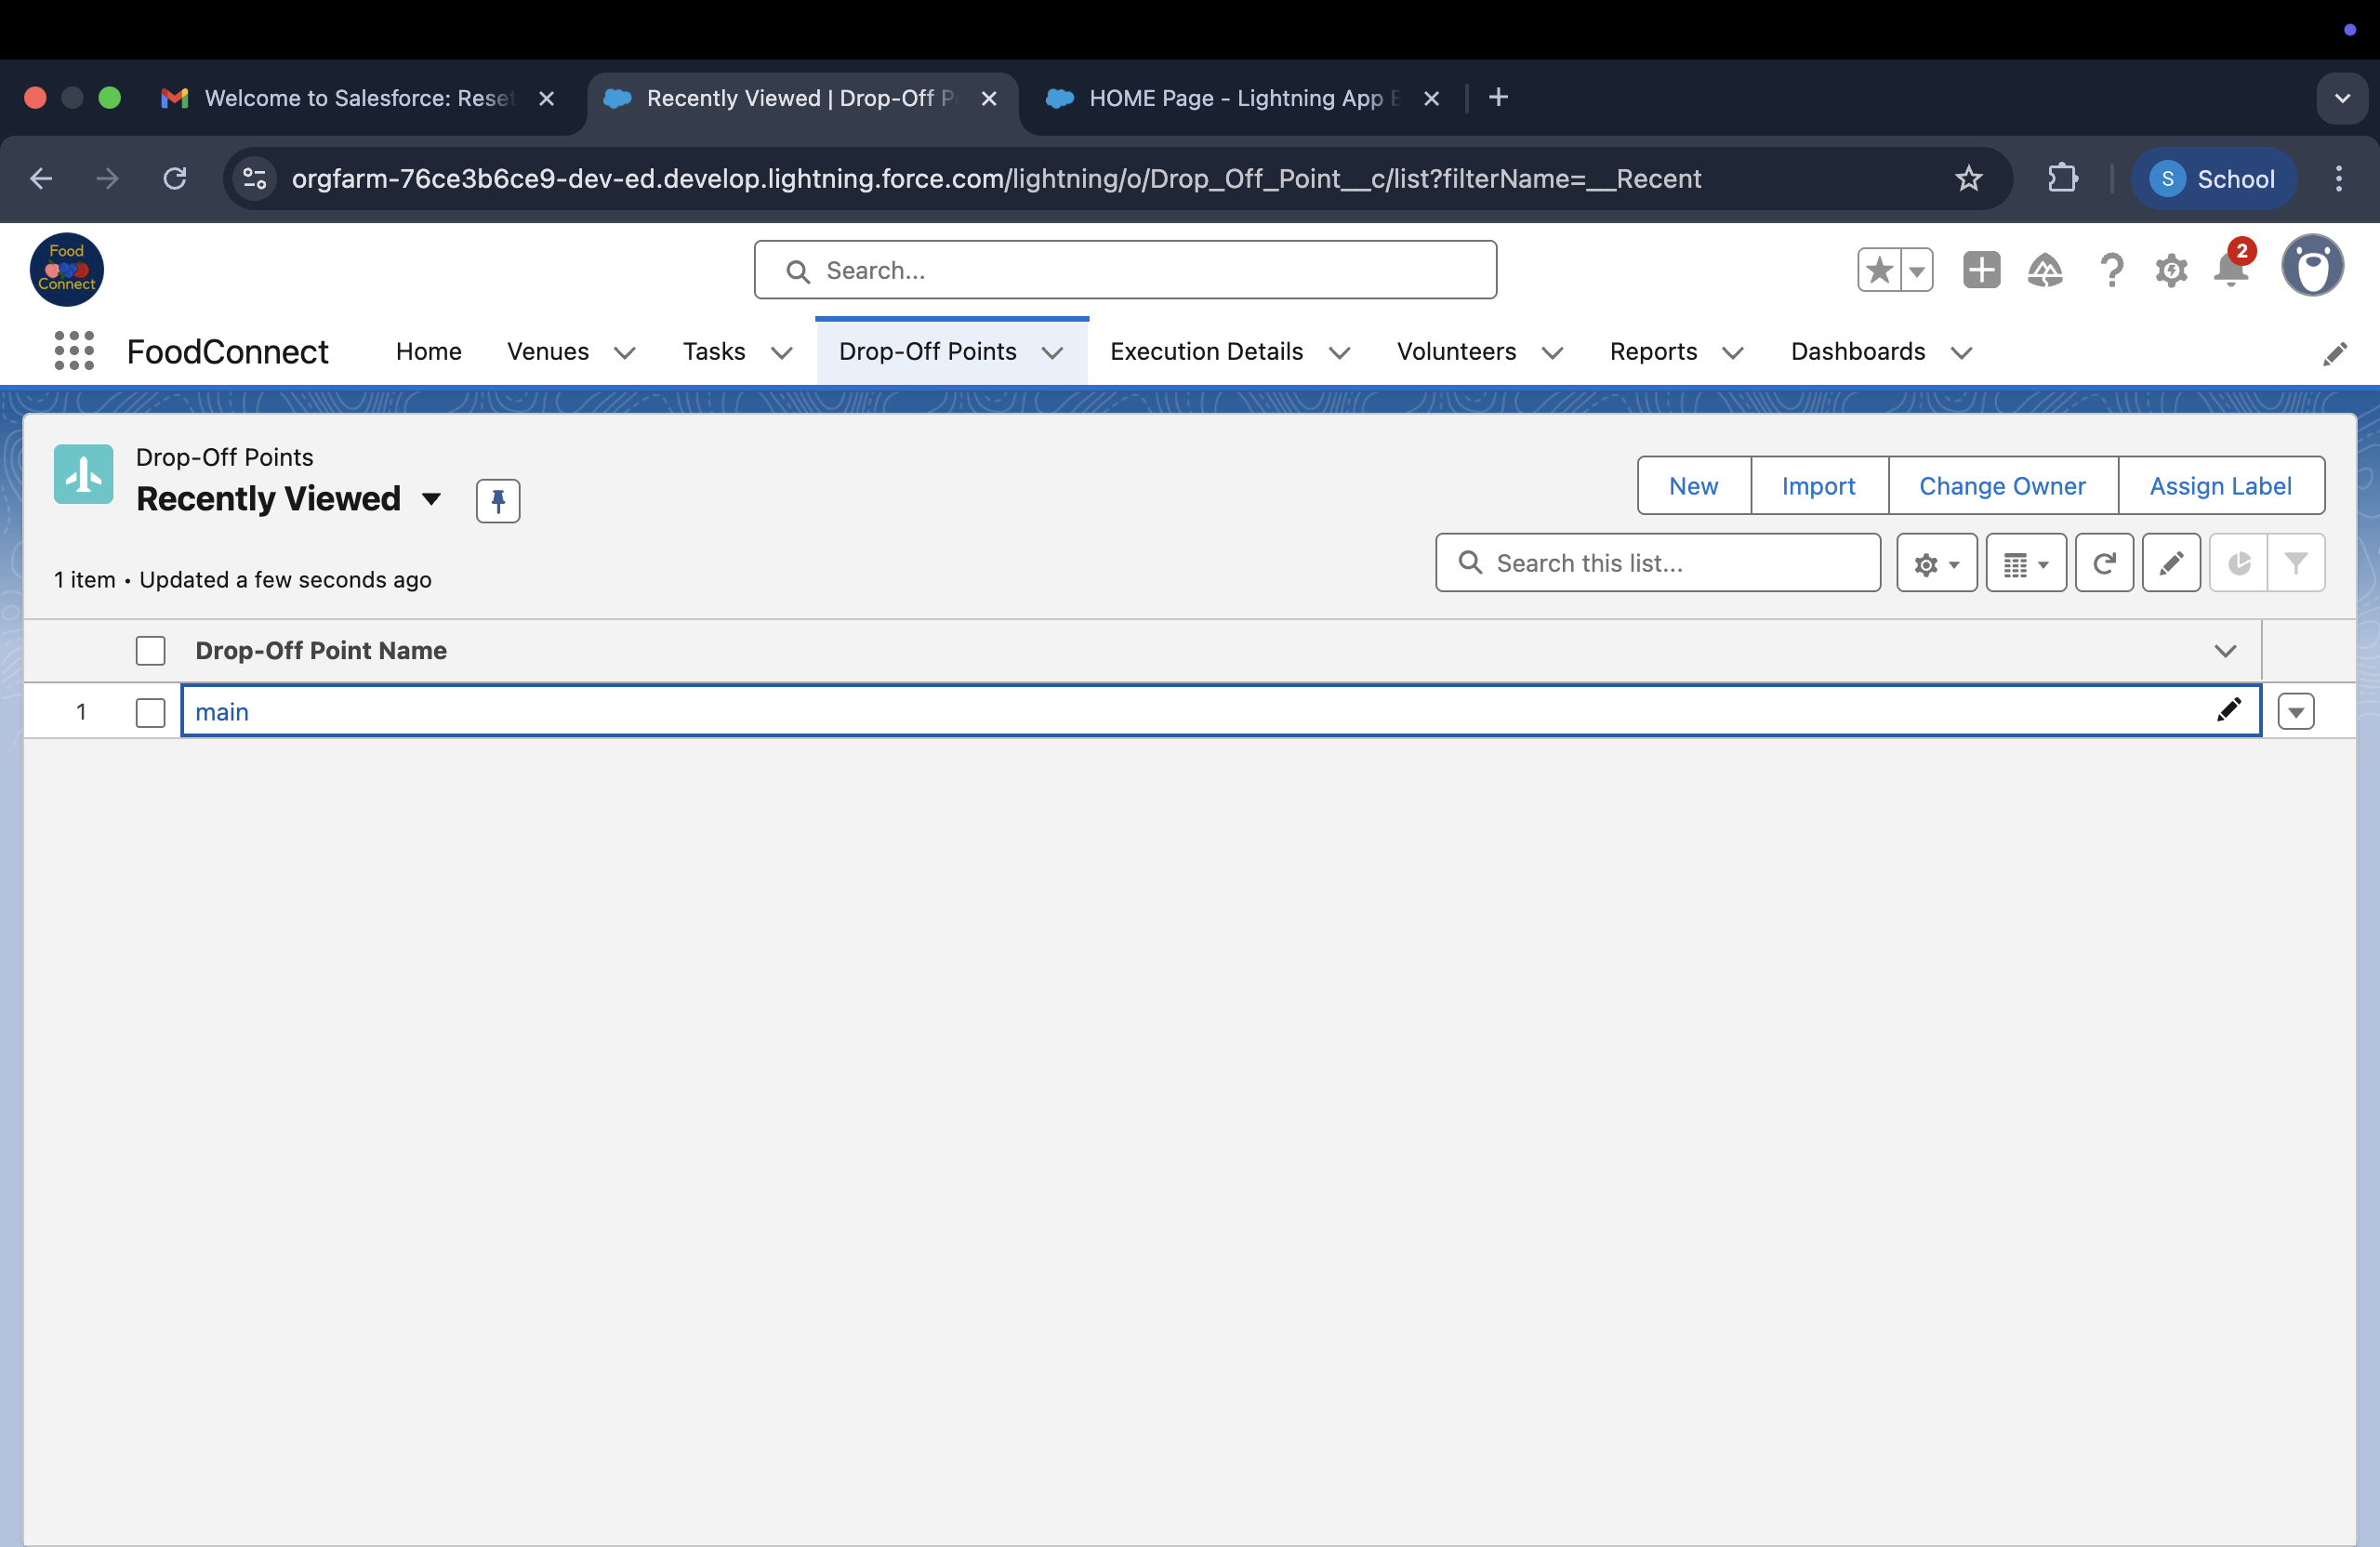 Welcome to Salesforce: Reset
Recently Viewed | Drop-Off P
HOME Page - Lightning App
orgfarm-76ce3b6ce9-dev-ed.develop.lightning.force.com/lightning/o/Drop_Off_Point__c/list?filterName=__Recent
S School
Food
Connect
Search...
2
FoodConnect
Home
Venues
Tasks
Drop-Off Points
Execution Details
Volunteers
Reports
Dashboards
Drop-Off Points
Recently Viewed
New
Import
Change Owner
Assign Label
1 item • Updated a few seconds ago
Search this list...
Drop-Off Point Name
1
main